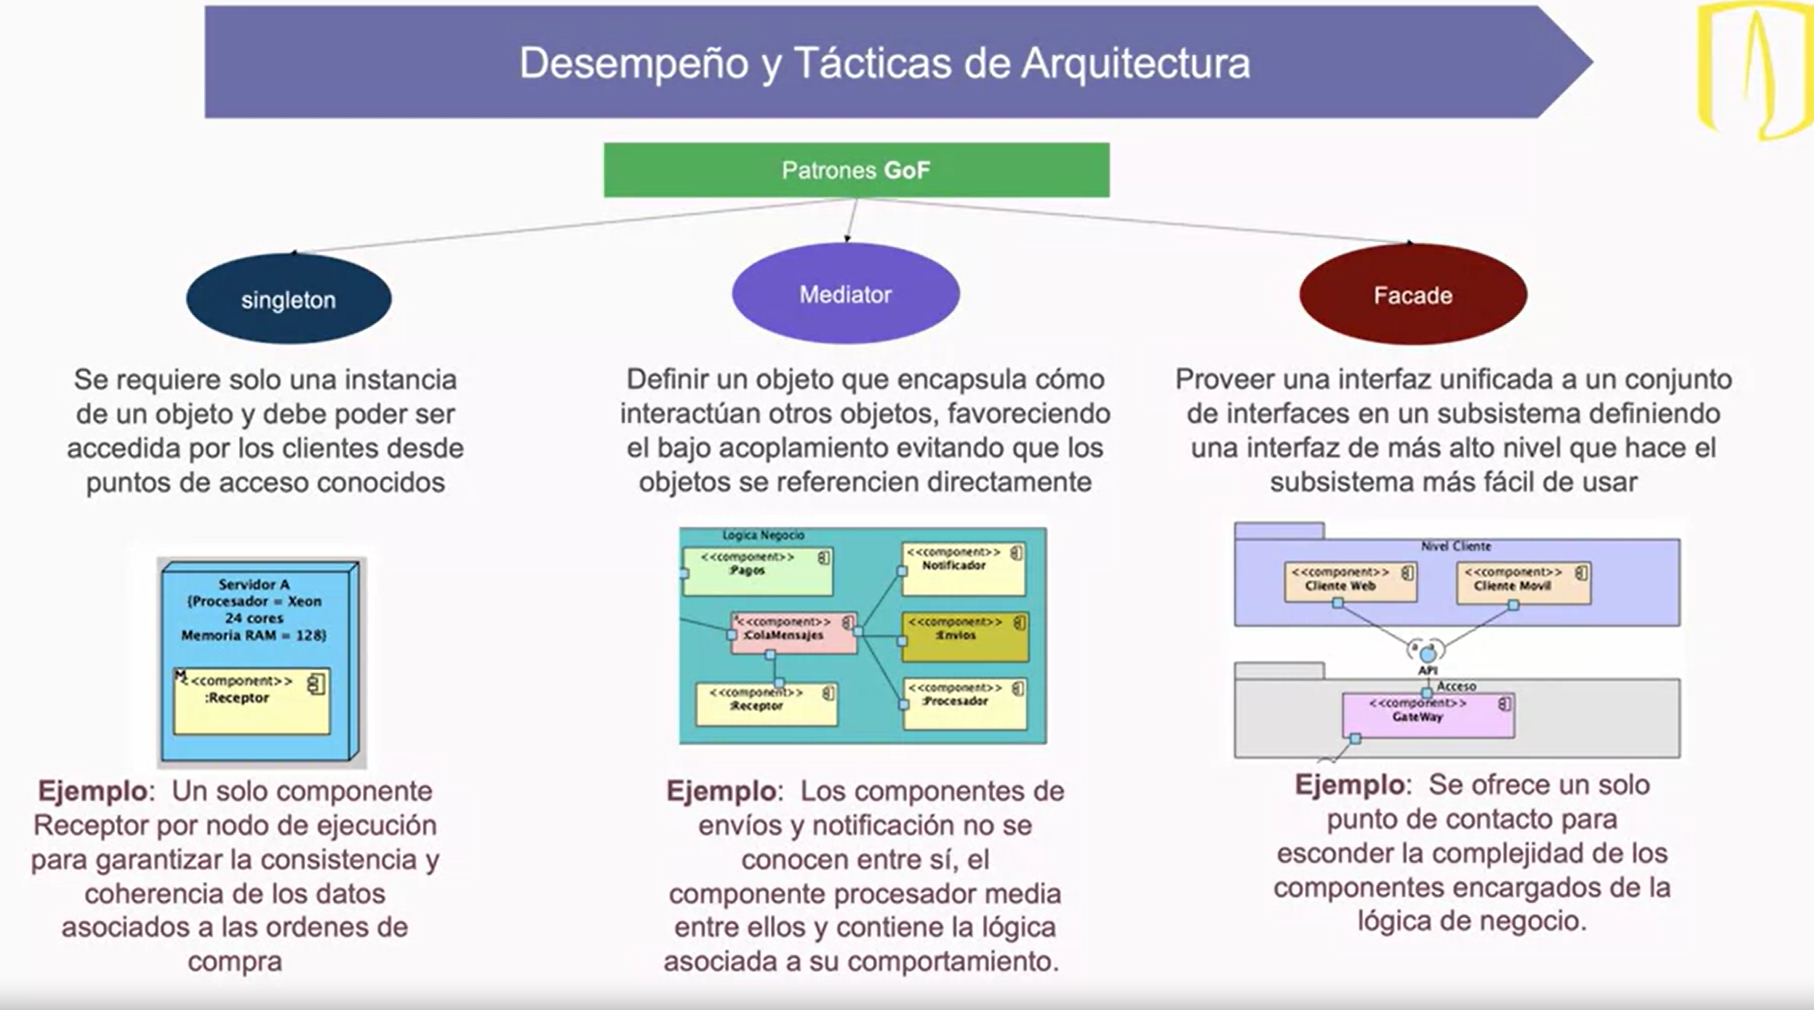 Desempeño y Tácticas de Arquitectura
Patrones GoF
singleton
Se requiere solo una instancia
de un objeto y debe poder ser
accedida por los clientes desde
puntos de acceso conocidos
Servidor A
{Procesador = Xeon
24 cores
Memoria RAM = 128}
<<component>>
:Receptor
Ejemplo: Un solo componente
Receptor por nodo de ejecución
para garantizar la consistencia y
coherencia de los datos
asociados a las ordenes de
compra
Mediator
Definir un objeto que encapsula cómo
interactúan otros objetos, favoreciendo
el bajo acoplamiento evitando que los
objetos se referencien directamente
Logica Negocio
<<component>>
:Pagos
<<component>>
Notificador
<<component>>
:ColaMensajes
<<component>>
:Envios
<<component>>
:Receptor
<<component>>
:Procesador
Ejemplo: Los componentes de
envíos y notificación no se
conocen entre sí, el
componente procesador media
entre ellos y contiene la lógica
asociada a su comportamiento.
Facade
Proveer una interfaz unificada a un conjunto
de interfaces en un subsistema definiendo
una interfaz de más alto nivel que hace el
subsistema más fácil de usar
Nivel Cliente
<<component>>
Cliente Web
<<component>>
Cliente Movil
API
Acceso
<<component>>
GateWay
Ejemplo: Se ofrece un solo
punto de contacto para
esconder la complejidad de los
componentes encargados de la
lógica de negocio.